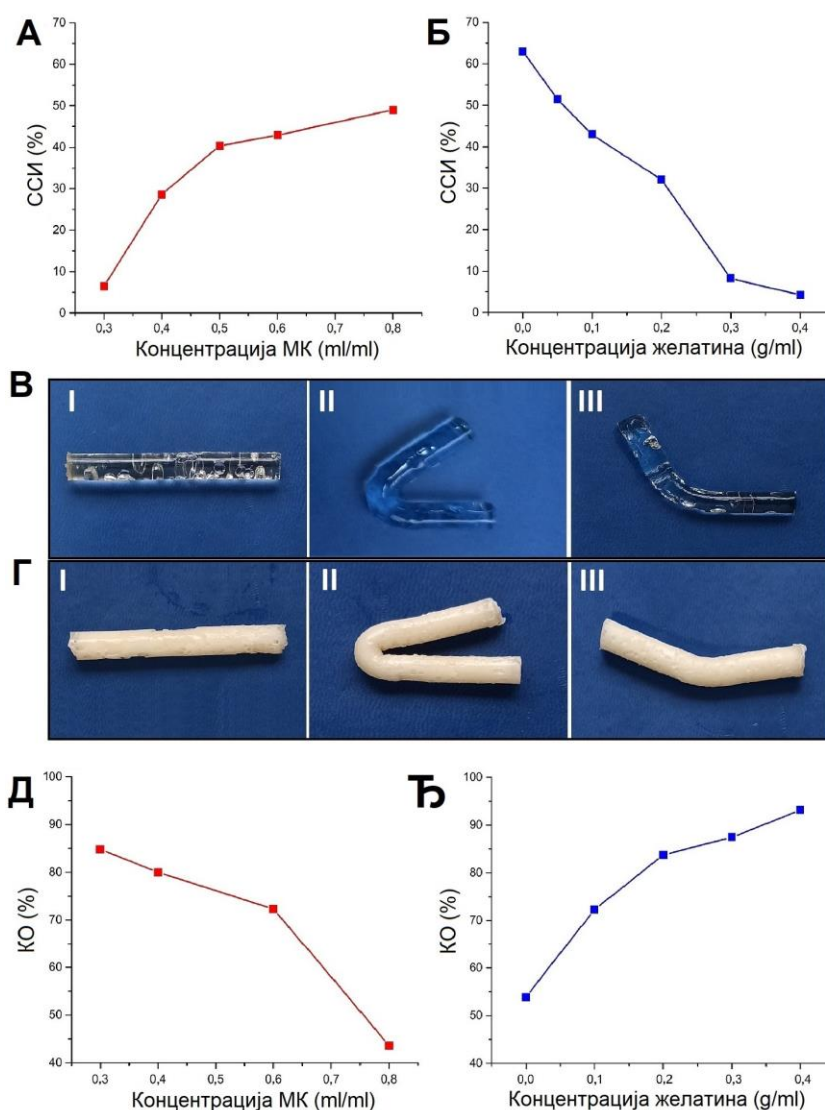 А
ССИ (%)
70
60
50
40
30
20
10
0
0,3 0,4 0,5 0,6 0,7 0,8
Концентрација МК (ml/ml)
Б
ССИ (%)
70
60
50
40
30
20
10
0
0,0 0,1 0,2 0,3 0,4
Концентрација желатина (g/ml)
В
I II III
Г
I II III
Д
КО (%)
100
90
80
70
60
50
40
0,3 0,4 0,5 0,6 0,7 0,8
Концентрација МК (ml/ml)
Ђ
КО (%)
100
90
80
70
60
50
40
0,0 0,1 0,2 0,3 0,4
Концентрација желатина (g/ml)